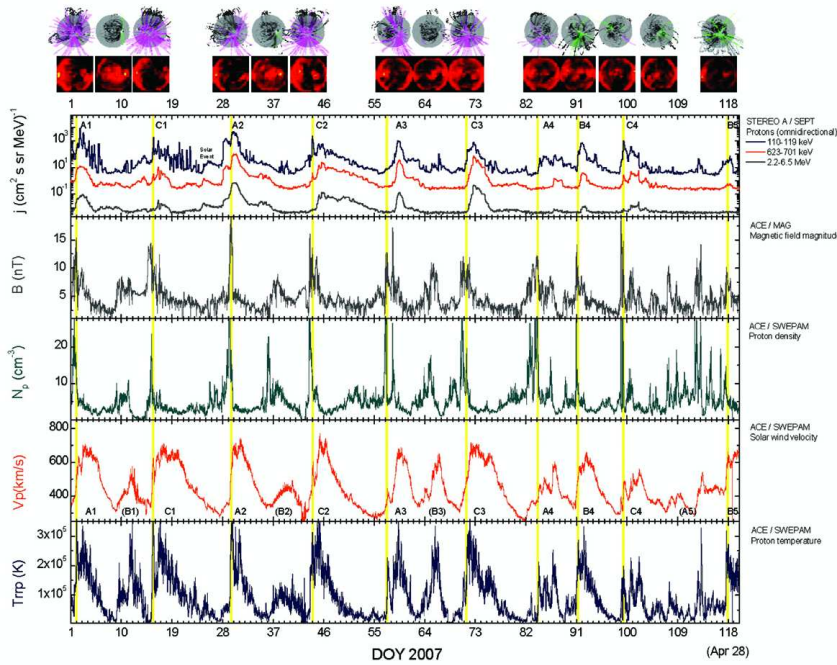 1 10 19 28 37 46 55 64 73 82 91 100 109 118
A1 C1 A2 C2 A3 C3 A4 B4 C4 B5
Solar
Event
j (cm² s sr MeV)⁻¹
10³
10¹
10⁻¹
STEREO A / SEPT
Protons (omnidirectional)
110-119 keV
623-701 keV
2.2-6.5 MeV
B (nT)
15
10
5
ACE / MAG
Magnetic field magnitude
Nₚ (cm⁻³)
20
10
ACE / SWEPAM
Proton density
Vp(km/s)
800
600
400
ACE / SWEPAM
Solar wind velocity
A1 (B1) C1 A2 (B2) C2 A3 (B3) C3 A4 B4 C4 (A5) B5
Trrp (K)
3x10⁵
2x10⁵
1x10⁵
ACE / SWEPAM
Proton temperature
1 10 19 28 37 46 55 64 73 82 91 100 109 118
DOY 2007
(Apr 28)